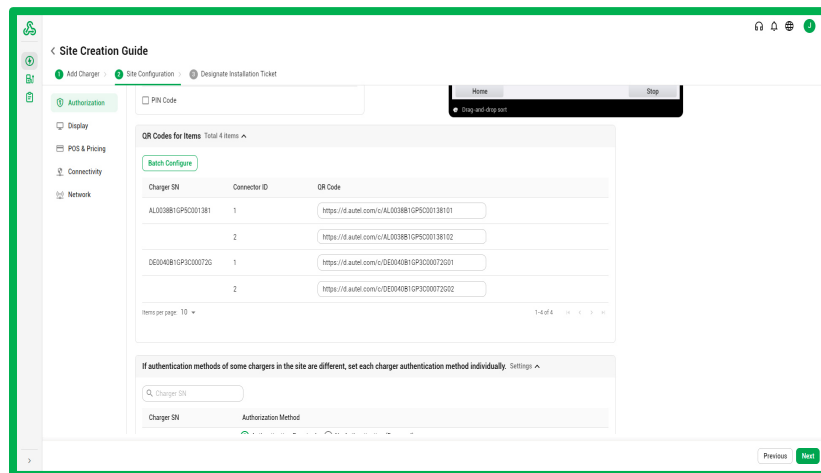 J
Site Creation Guide
1 Add Charger
2 Site Configuration
3 Designate Installation Ticket
Authorization
Display
POS & Pricing
Connectivity
Network
PIN Code
Home
Stop
Drag-and-drop sort
QR Codes for Items Total 4 items
Batch Configure
Charger SN Connector ID QR Code
AL0038B1GP5C001381 1 https://d.autel.com/c/AL0038B1GP5C00138101
2 https://d.autel.com/c/AL0038B1GP5C00138102
DE0040B1GP3C00072G 1 https://d.autel.com/c/DE0040B1GP3C00072G01
2 https://d.autel.com/c/DE0040B1GP3C00072G02
Items per page: 10
1-4 of 4
If authentication methods of some chargers in the site are different, set each charger authentication method individually. Settings
Charger SN
Charger SN Authorization Method
Previous
Next